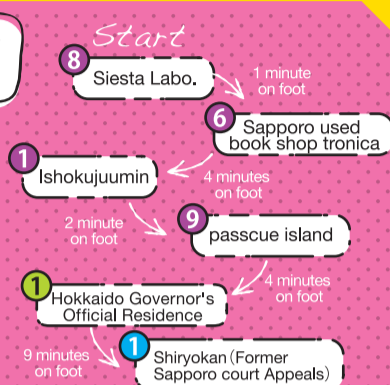 Start
8
Siesta Labo.
1 minute
on foot
6
Sapporo used
book shop tronica
1
Ishokujuumin
4 minutes
on foot
2 minute
on foot
9
passcue island
4 minutes
on foot
1
Hokkaido Governor's
Official Residence
9 minutes
on foot
1
Shiryokan（Former
Sapporo court Appeals）